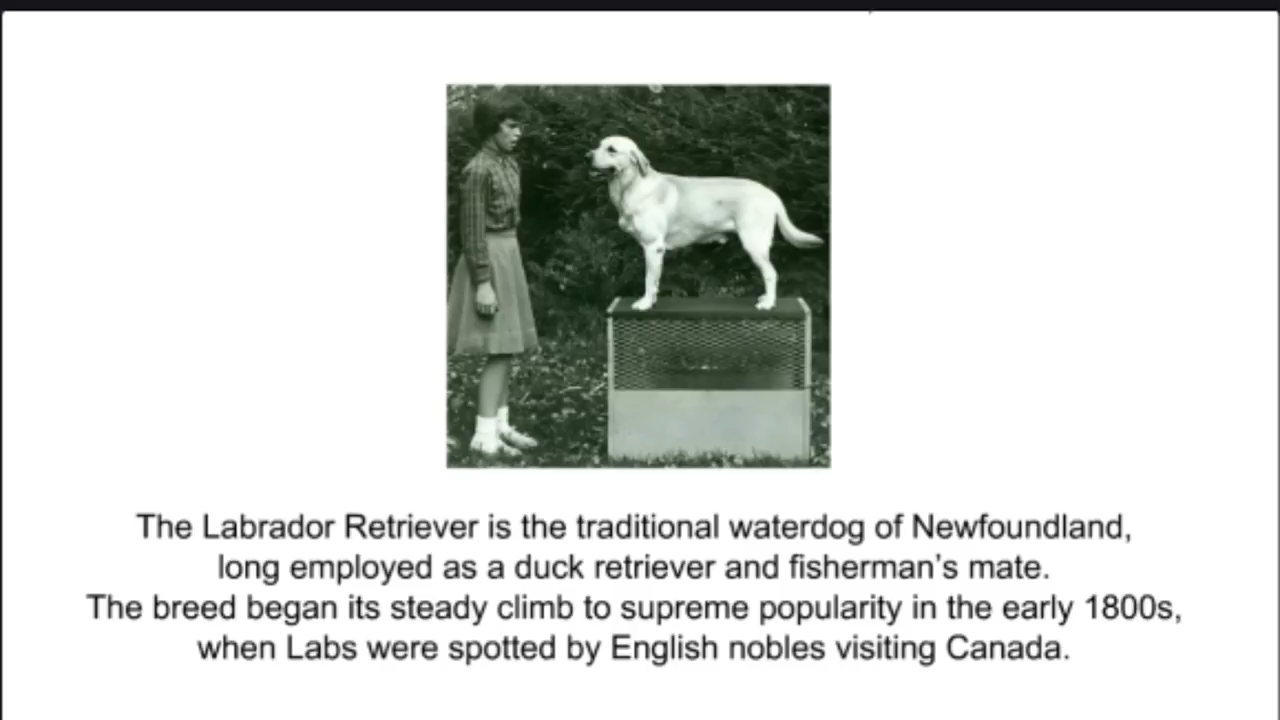 The Labrador Retriever is the traditional waterdog of Newfoundland,
long employed as a duck retriever and fisherman’s mate.
The breed began its steady climb to supreme popularity in the early 1800s,
when Labs were spotted by English nobles visiting Canada.